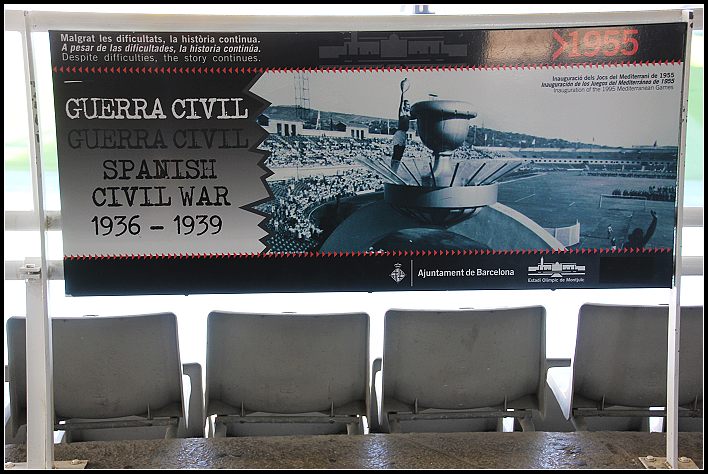 Malgrat les dificultats, la història continua.
A pesar de las dificultades, la historia continúa.
Despite difficulties, the story continues.
>1955
Inauguració dels Jocs del Mediterrani de 1955
Inauguración de los Juegos del Mediterráneo de 1955
Inauguration of the 1995 Mediterranean Games
GUERRA CIVIL
GUERRA CIVIL
SPANISH
CIVIL WAR
1936 – 1939
Ajuntament de Barcelona
Estadi Olímpic de Montjuïc